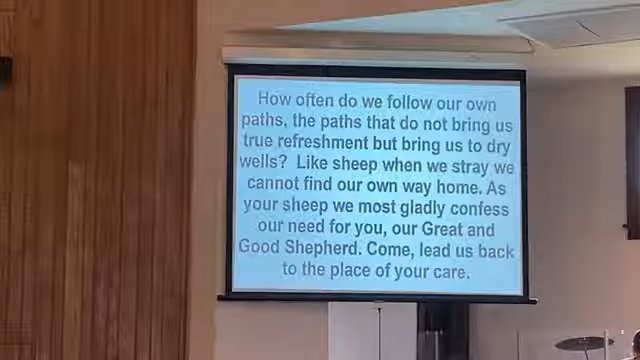 How often do we follow our own
paths, the paths that do not bring us
true refreshment but bring us to dry
wells? Like sheep when we stray we
cannot find our own way home. As
your sheep we most gladly confess
our need for you, our Great and
Good Shepherd. Come, lead us back
to the place of your care.